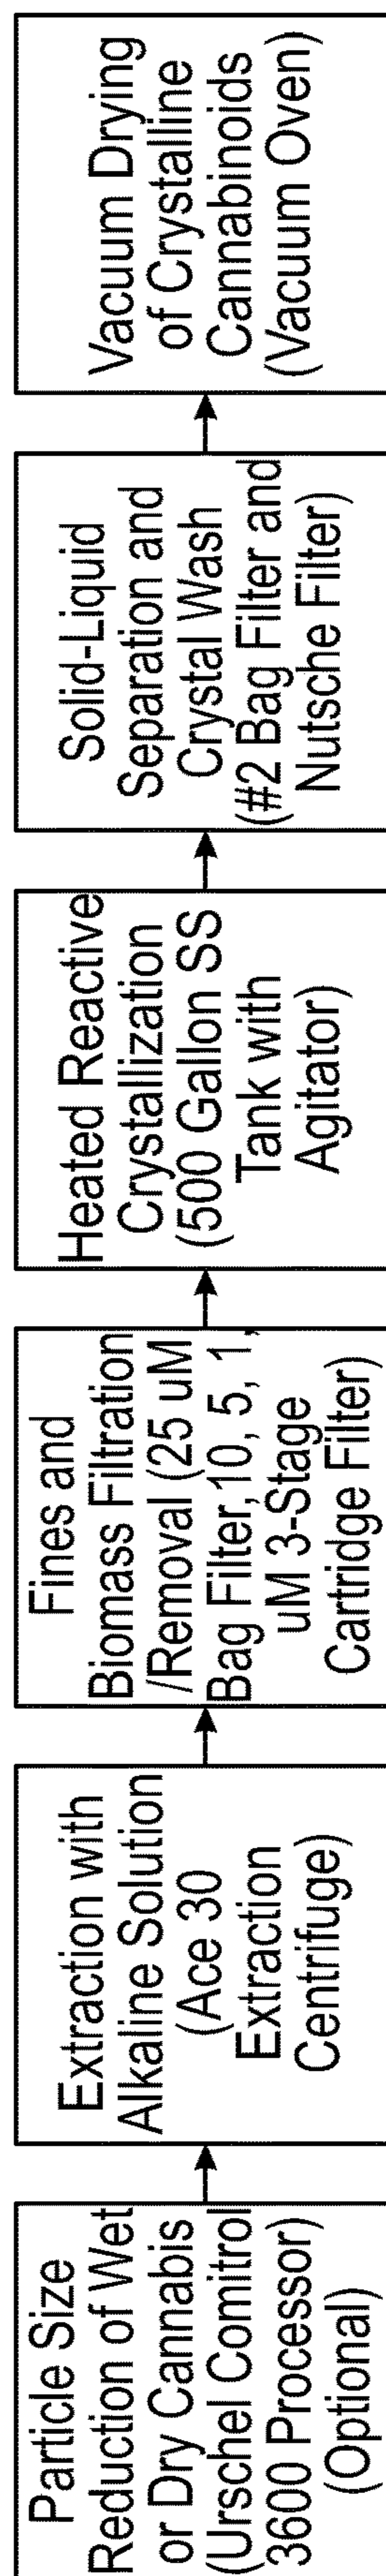 Particle Size
Reduction of Wet
or Dry Cannabis
(Urschel Comitrol
3600 Processor)
(Optional)
Extraction with
Alkaline Solution
(Ace 30
Extraction
Centrifuge)
Fines and
Biomass Filtration
/Removal (25 uM
Bag Filter, 10, 5, 1,
uM 3-Stage
Cartridge Filter)
Heated Reactive
Crystallization
(500 Gallon SS
Tank with
Agitator)
Solid-Liquid
Separation and
Crystal Wash
(#2 Bag Filter and
Nutsche Filter)
Vacuum Drying
of Crystalline
Cannabinoids
(Vacuum Oven)